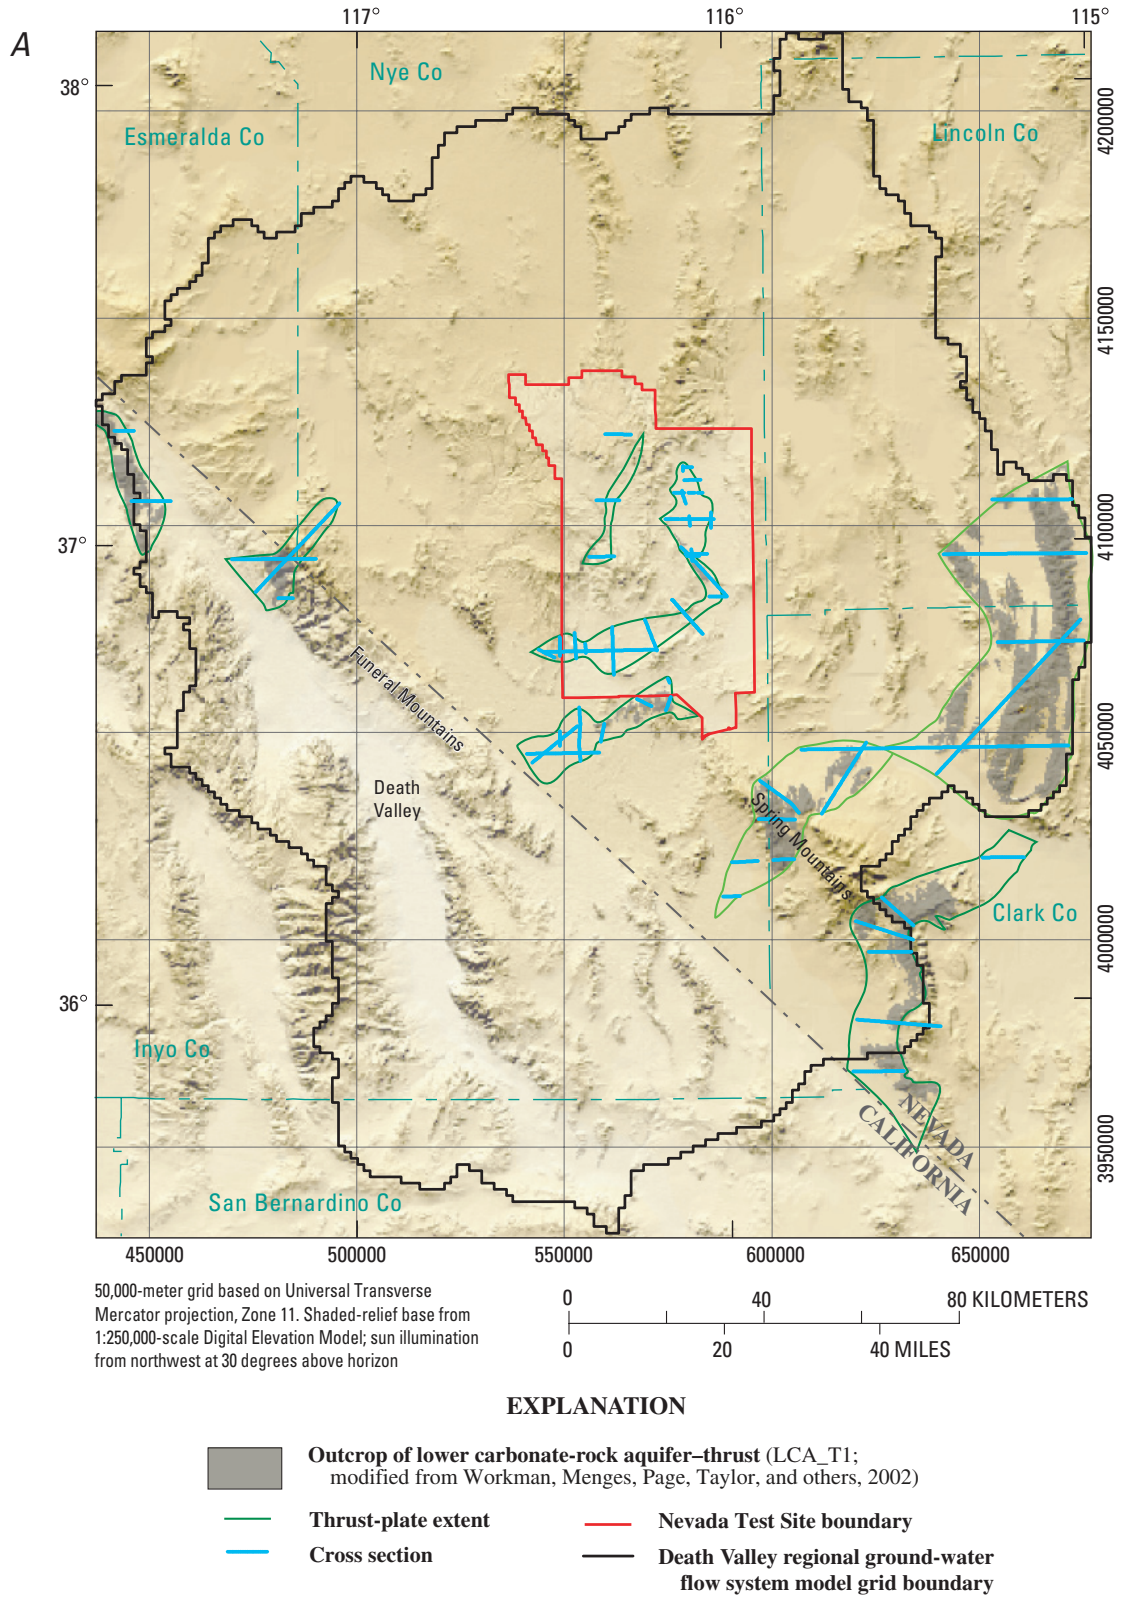 A
117°
116°
115°
38°
37°
36°
Nye Co
Esmeralda Co
Lincoln Co
4200000
4150000
4100000
4050000
4000000
3950000
Funeral Mountains
Death
Valley
Spring Mountains
Clark Co
Inyo Co
NEVADA
CALIFORNIA
San Bernardino Co
450000
500000
550000
600000
650000
50,000-meter grid based on Universal Transverse
Mercator projection, Zone 11. Shaded-relief base from
1:250,000-scale Digital Elevation Model; sun illumination
from northwest at 30 degrees above horizon
0 40 80 KILOMETERS
0 20 40 MILES
EXPLANATION
Outcrop of lower carbonate-rock aquifer–thrust (LCA_T1;
modified from Workman, Menges, Page, Taylor, and others, 2002)
Thrust-plate extent
Cross section
Nevada Test Site boundary
Death Valley regional ground-water
flow system model grid boundary